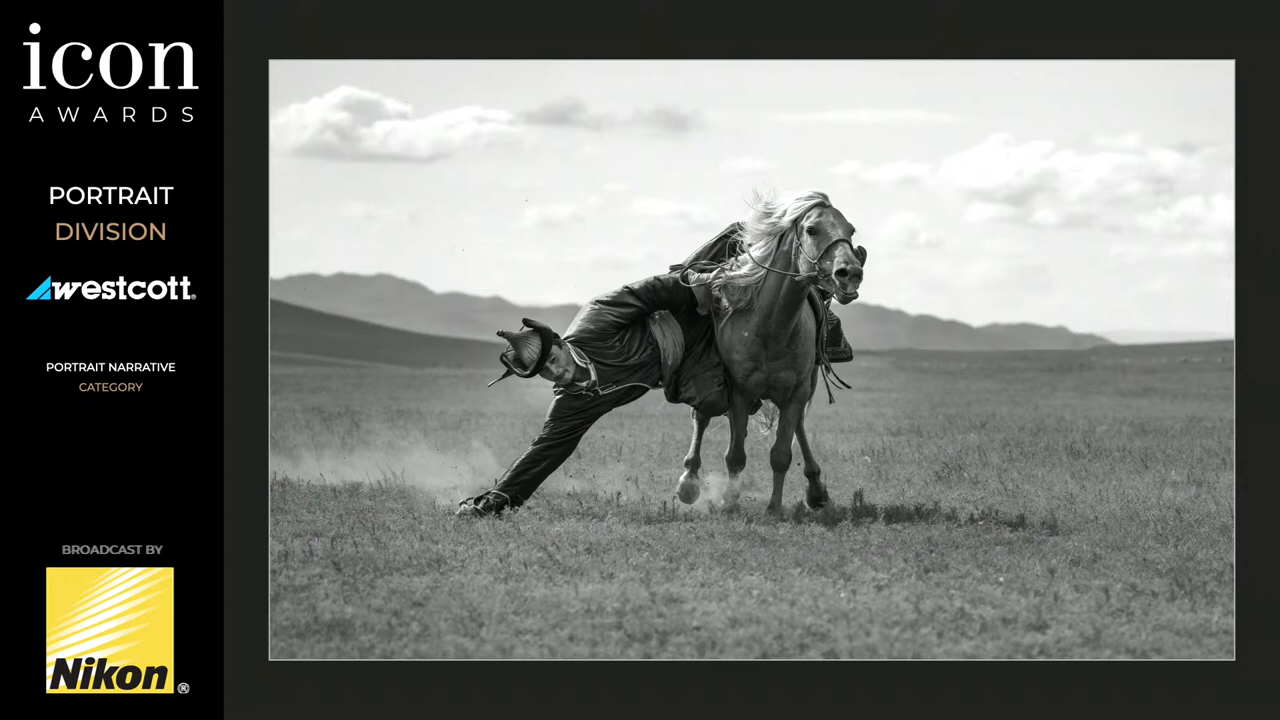 icon
AWARDS
PORTRAIT
DIVISION
westcott®
PORTRAIT NARRATIVE
CATEGORY
BROADCAST BY
Nikon®